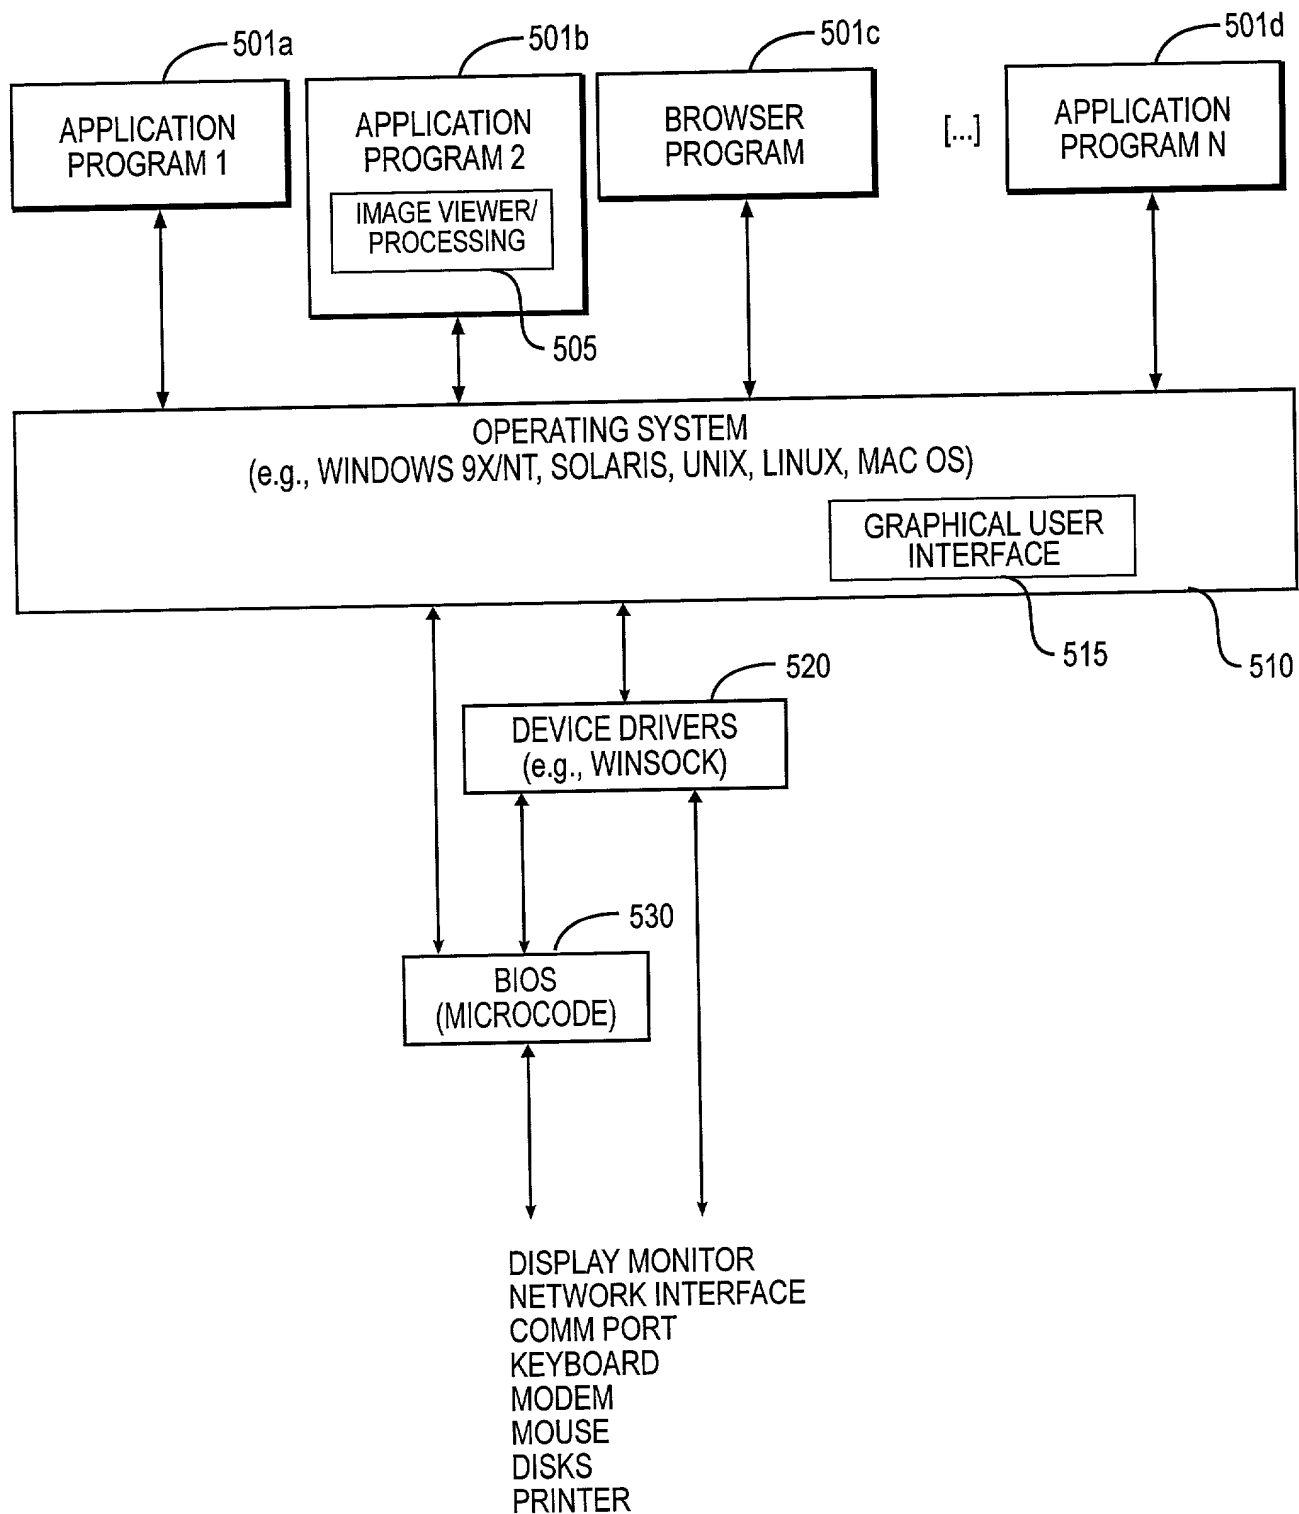 501a
501b
501c
501d
APPLICATION
PROGRAM 1
APPLICATION
PROGRAM 2
IMAGE VIEWER/
PROCESSING
BROWSER
PROGRAM
[...]
APPLICATION
PROGRAM N
505
OPERATING SYSTEM
(e.g., WINDOWS 9X/NT, SOLARIS, UNIX, LINUX, MAC OS)
GRAPHICAL USER
INTERFACE
515
510
520
DEVICE DRIVERS
(e.g., WINSOCK)
530
BIOS
(MICROCODE)
DISPLAY MONITOR
NETWORK INTERFACE
COMM PORT
KEYBOARD
MODEM
MOUSE
DISKS
PRINTER